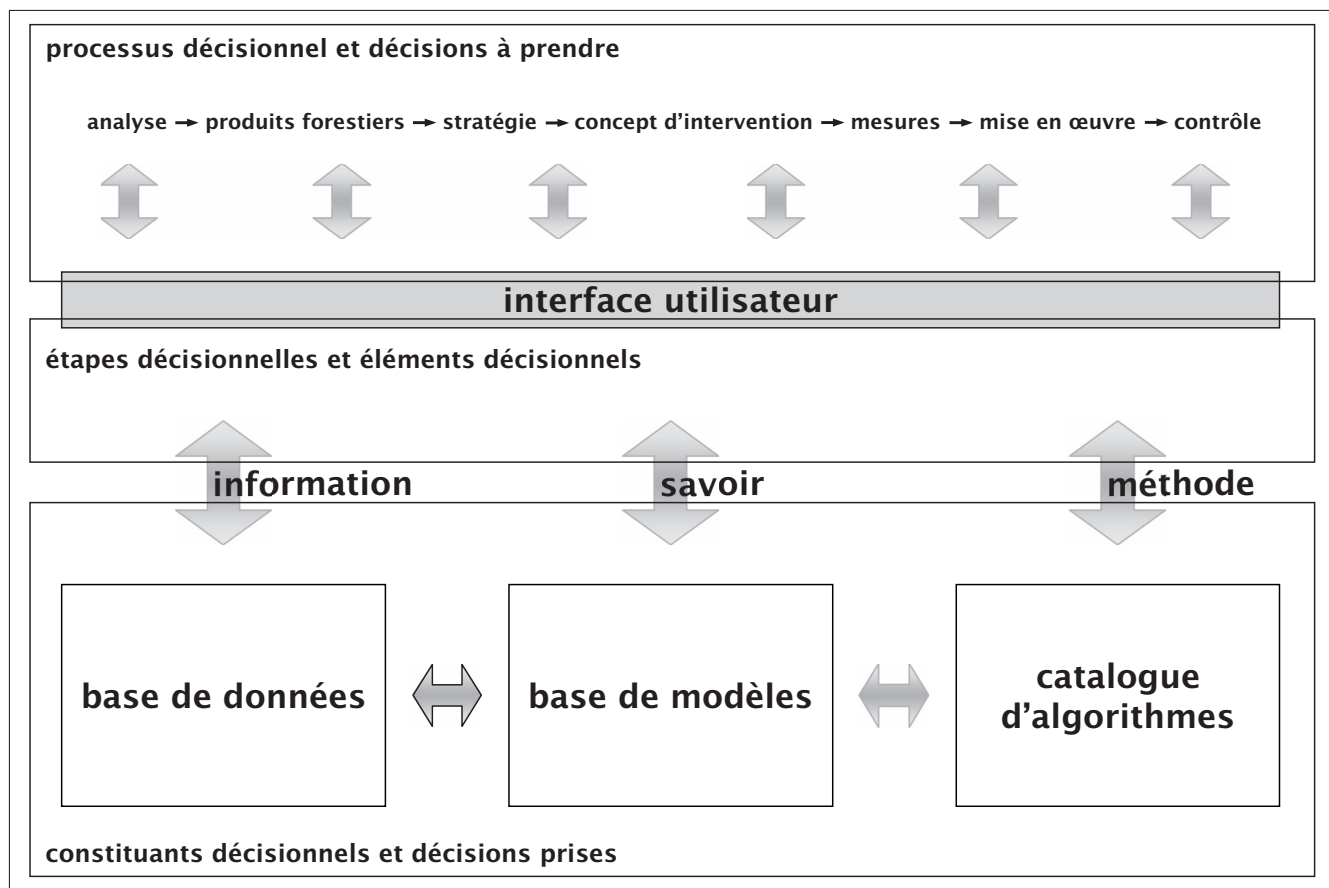 processus décisionnel et décisions à prendre
analyse → produits forestiers → stratégie → concept d'intervention → mesures → mise en œuvre → contrôle
interface utilisateur
étapes décisionnelles et éléments décisionnels
information savoir méthode
base de données base de modèles catalogue
d'algorithmes
constituants décisionnels et décisions prises